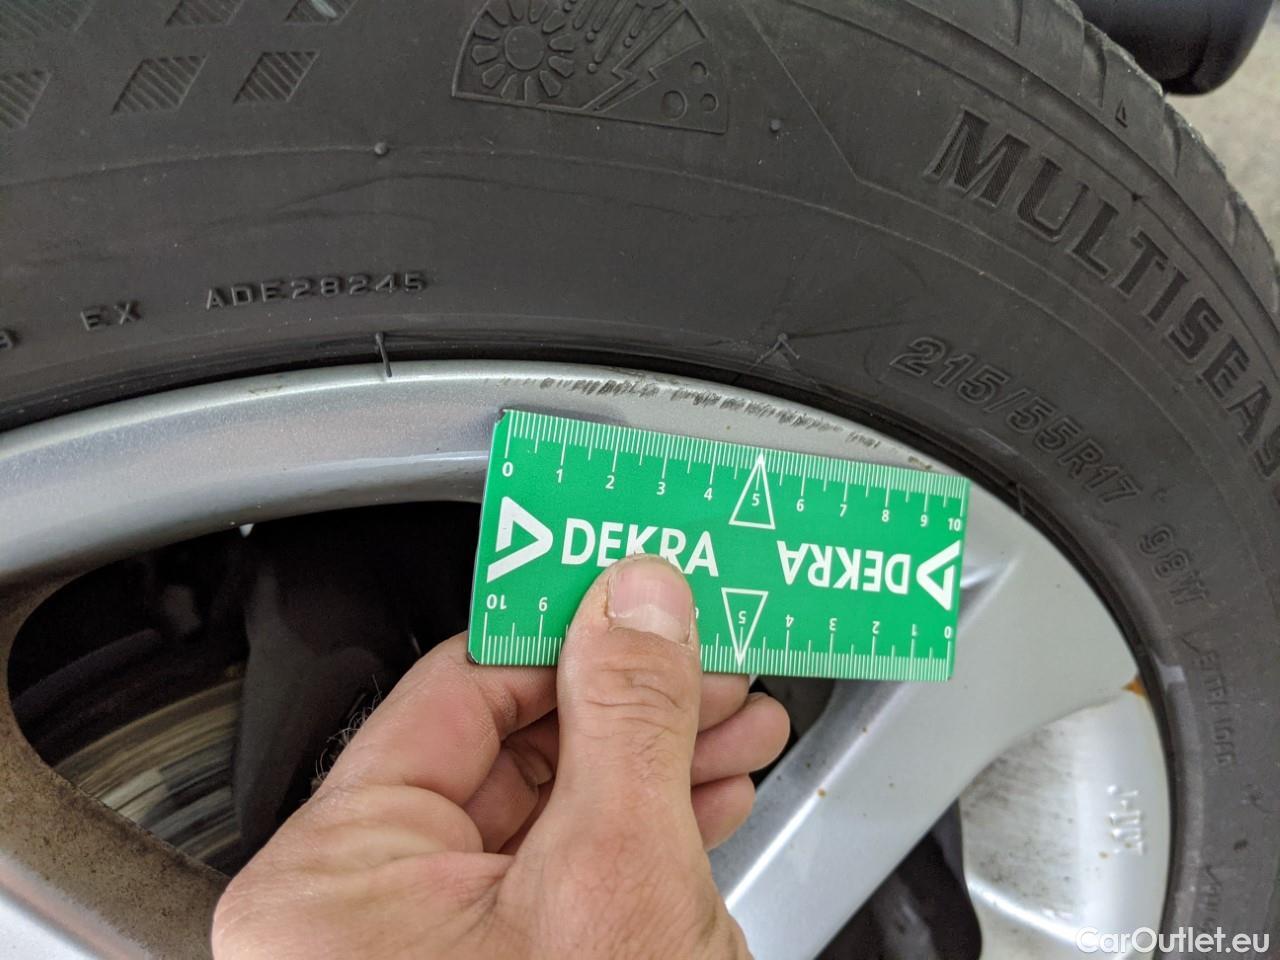 MULTISEAS
EX ADE28245
215/55R17 98W
0 1 2 3 4 5 6 7 8 9 10
DEKRA
DEKRA
10 9 5 4 3 2 1 0
CarOutlet.eu